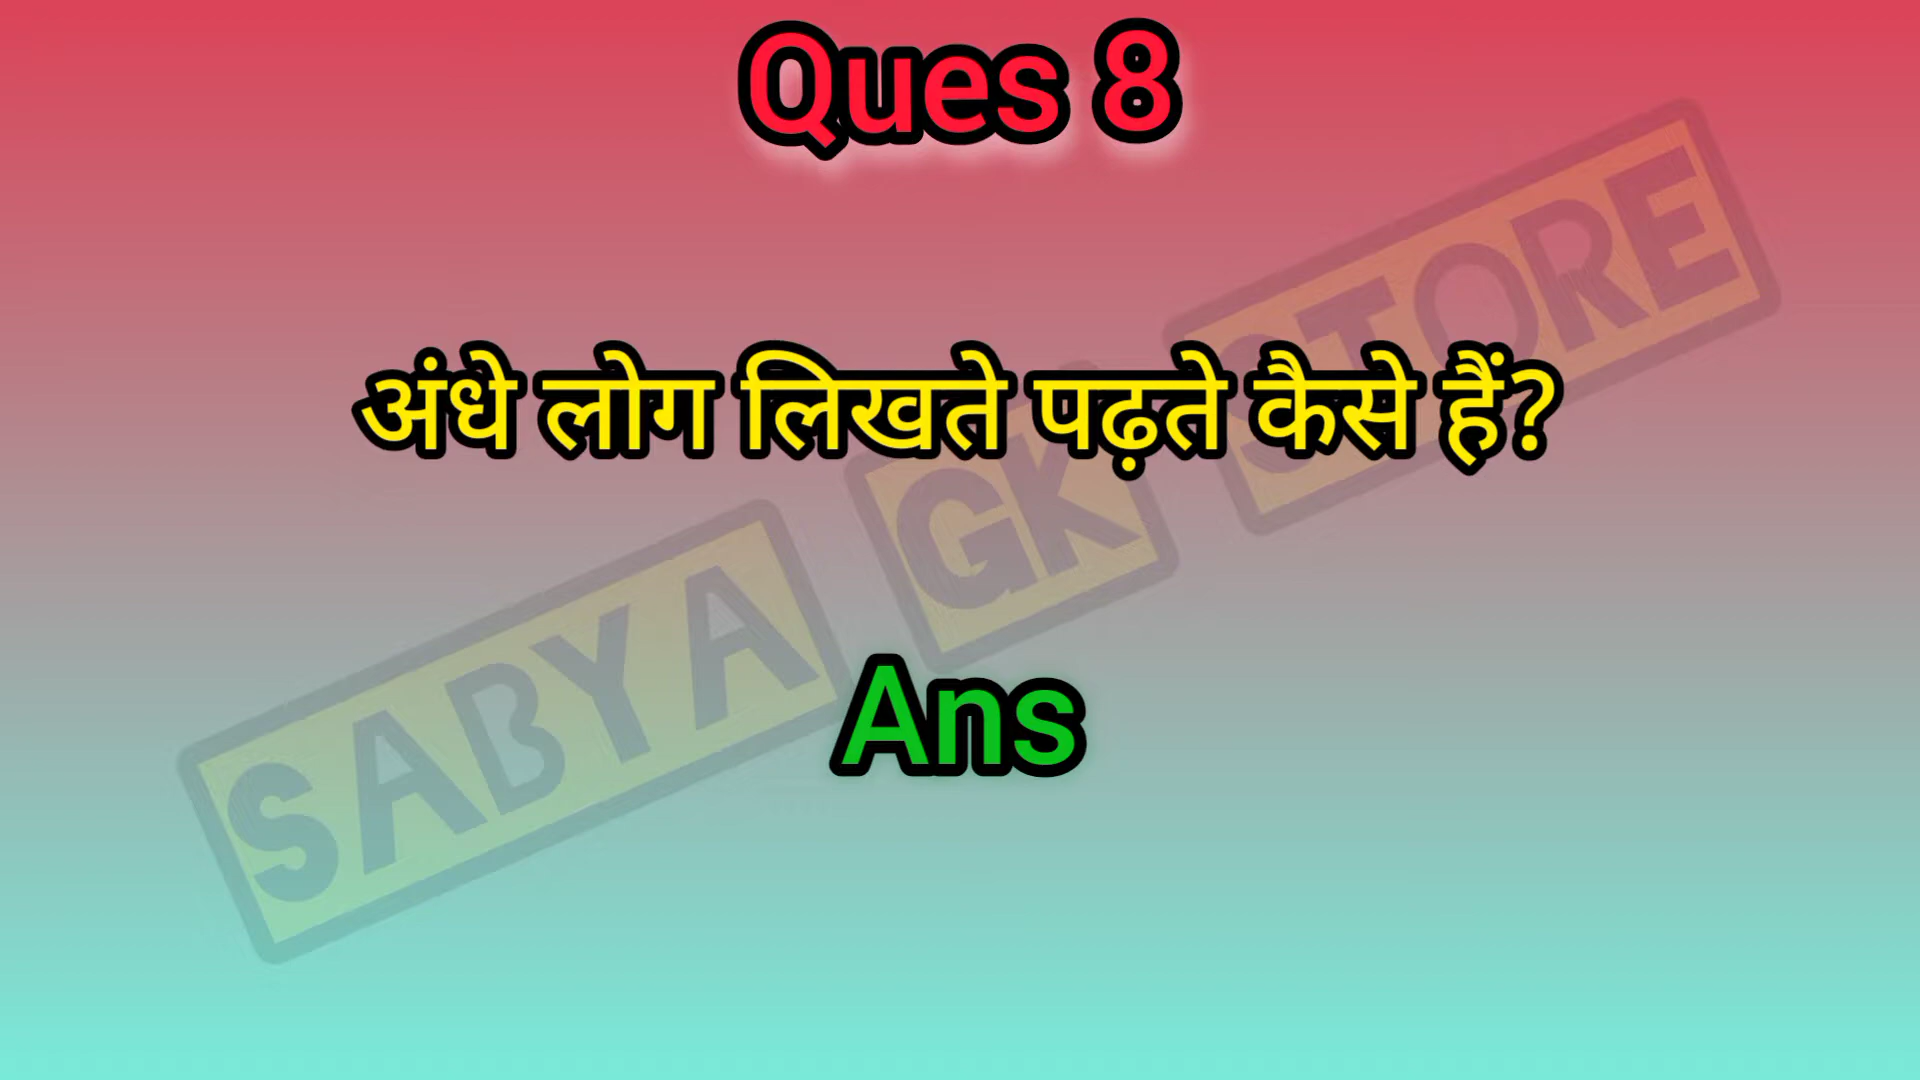 Ques 8
अंधे लोग लिखते पढ़ते कैसे हैं?
SABYA GK STORE
Ans